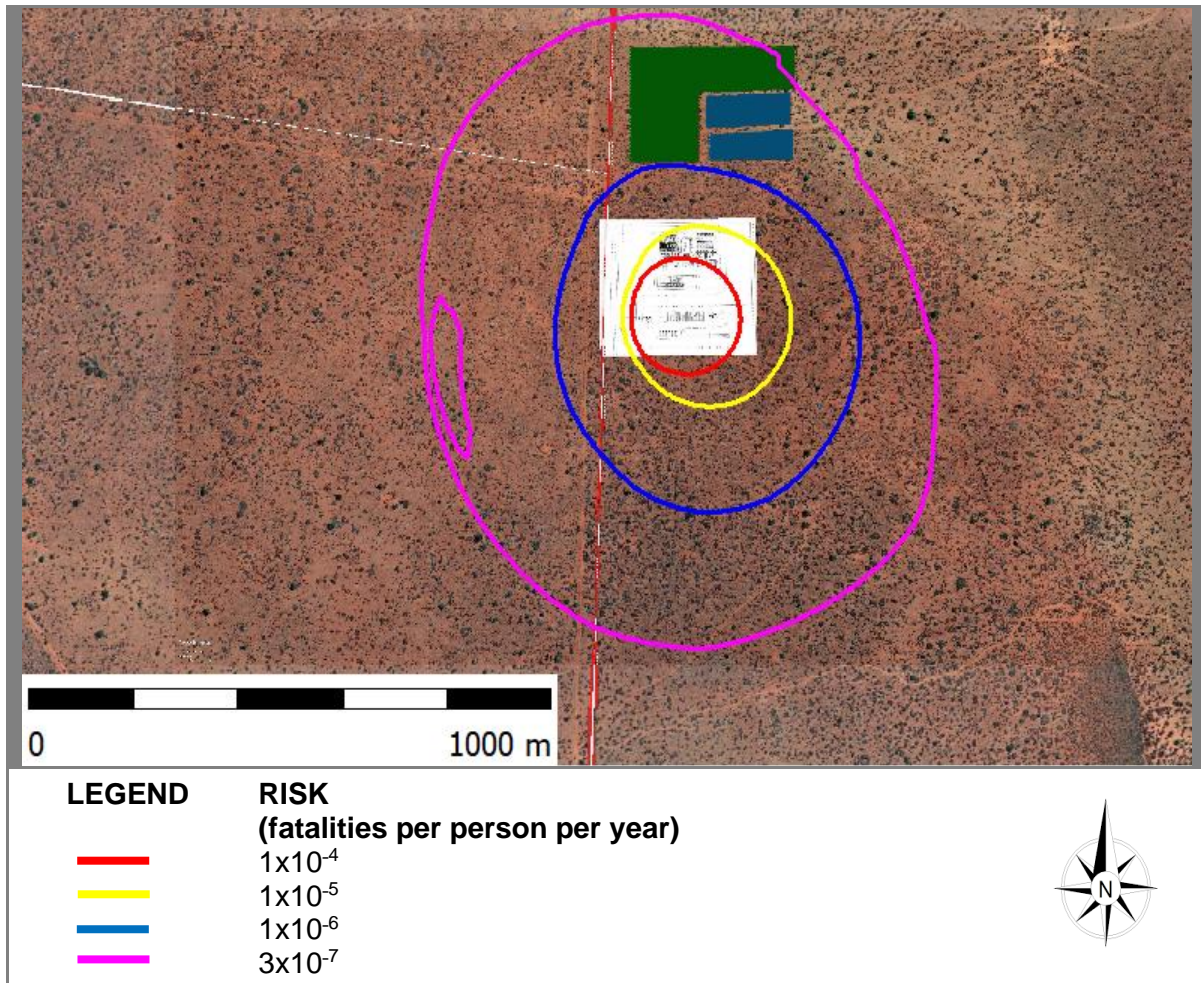 0
1000 m
LEGEND RISK
(fatalities per person per year)
1x10⁻⁴
1x10⁻⁵
1x10⁻⁶
3x10⁻⁷
N